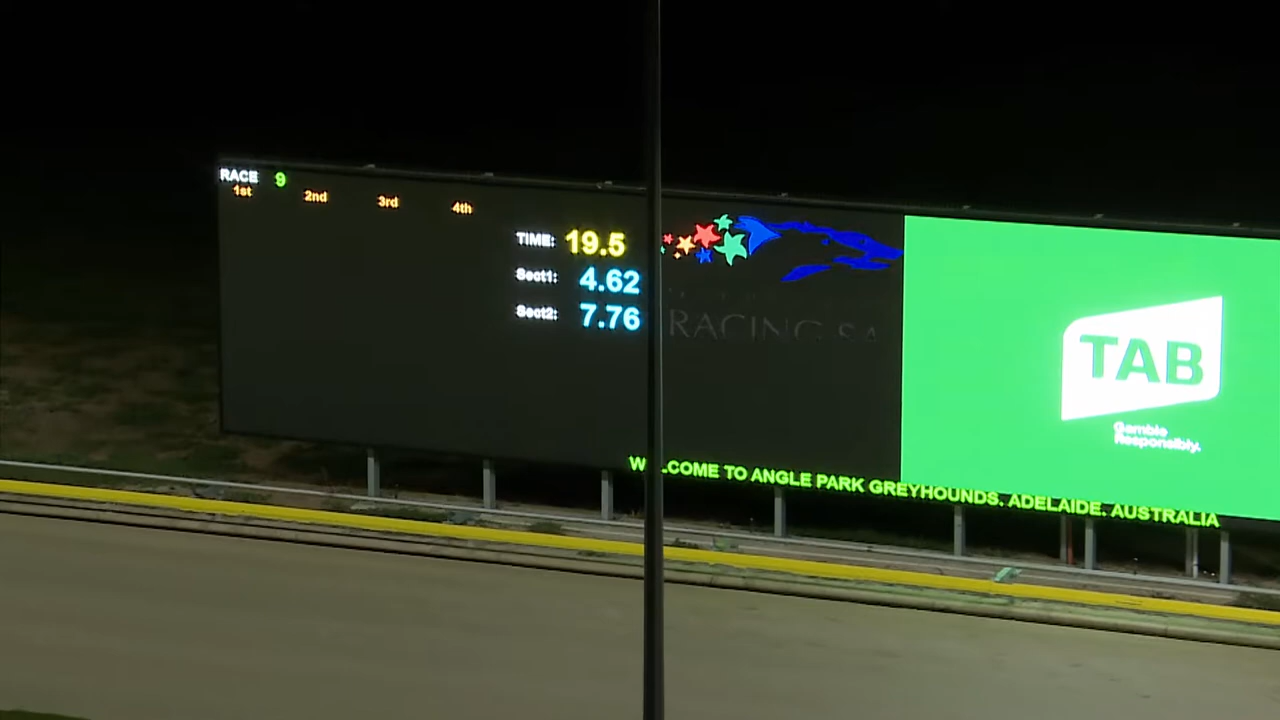 RACE 9
1st 2nd 3rd 4th
TIME: 19.5
Sect1: 4.62
Sect2: 7.76
RACING SA
TAB
Gamble
Responsibly.
WELCOME TO ANGLE PARK GREYHOUNDS. ADELAIDE. AUSTRALIA